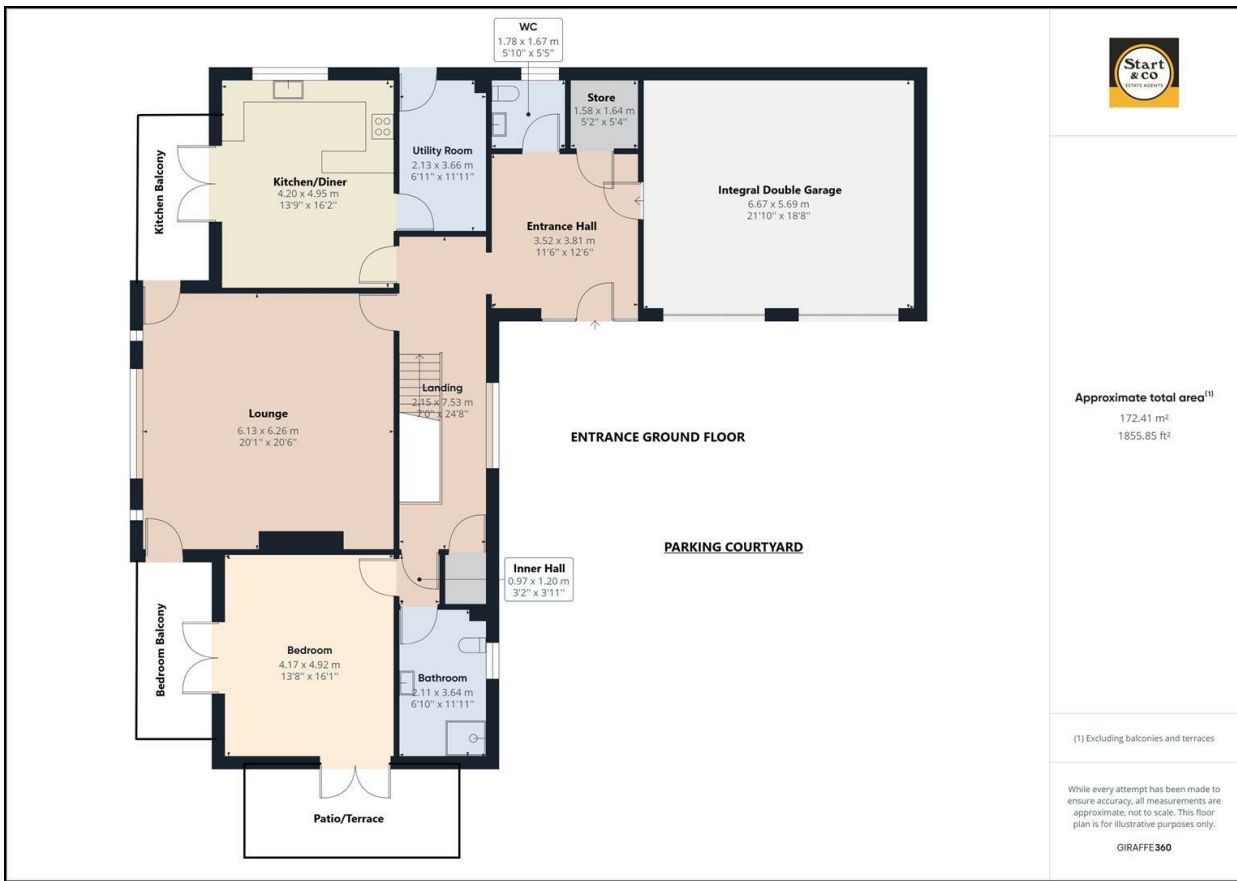 WC
1.78 x 1.67 m
5'10" x 5'5"
Store
1.58 x 1.64 m
5'2" x 5'4"
Utility Room
2.13 x 3.66 m
6'11" x 11'11"
Kitchen/Diner
4.20 x 4.95 m
13'9" x 16'2"
Kitchen Balcony
Entrance Hall
3.52 x 3.81 m
11'6" x 12'6"
Integral Double Garage
6.67 x 5.69 m
21'10" x 18'8"
Landing
2.15 x 7.53 m
7'0" x 24'8"
Lounge
6.13 x 6.26 m
20'1" x 20'6"
ENTRANCE GROUND FLOOR
PARKING COURTYARD
Inner Hall
0.97 x 1.20 m
3'2" x 3'11"
Bedroom Balcony
Bedroom
4.17 x 4.92 m
13'8" x 16'1"
Bathroom
2.11 x 3.64 m
6'10" x 11'11"
Patio/Terrace
Start
& CO
ESTATE AGENTS
Approximate total area(1)
172.41 m²
1855.85 ft²
(1) Excluding balconies and terraces
While every attempt has been made to
ensure accuracy, all measurements are
approximate, not to scale. This floor
plan is for illustrative purposes only.
GIRAFFE360